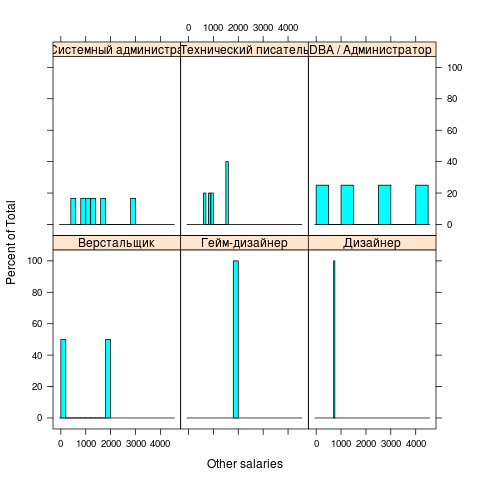 0 1000 2000 3000 4000
Системный администра Технический писатель DBA / Администратор
100
80
60
40
20
0
Percent of Total
Верстальщик Гейм-дизайнер Дизайнер
100
80
60
40
20
0
0 1000 2000 3000 4000 0 1000 2000 3000 4000
Other salaries